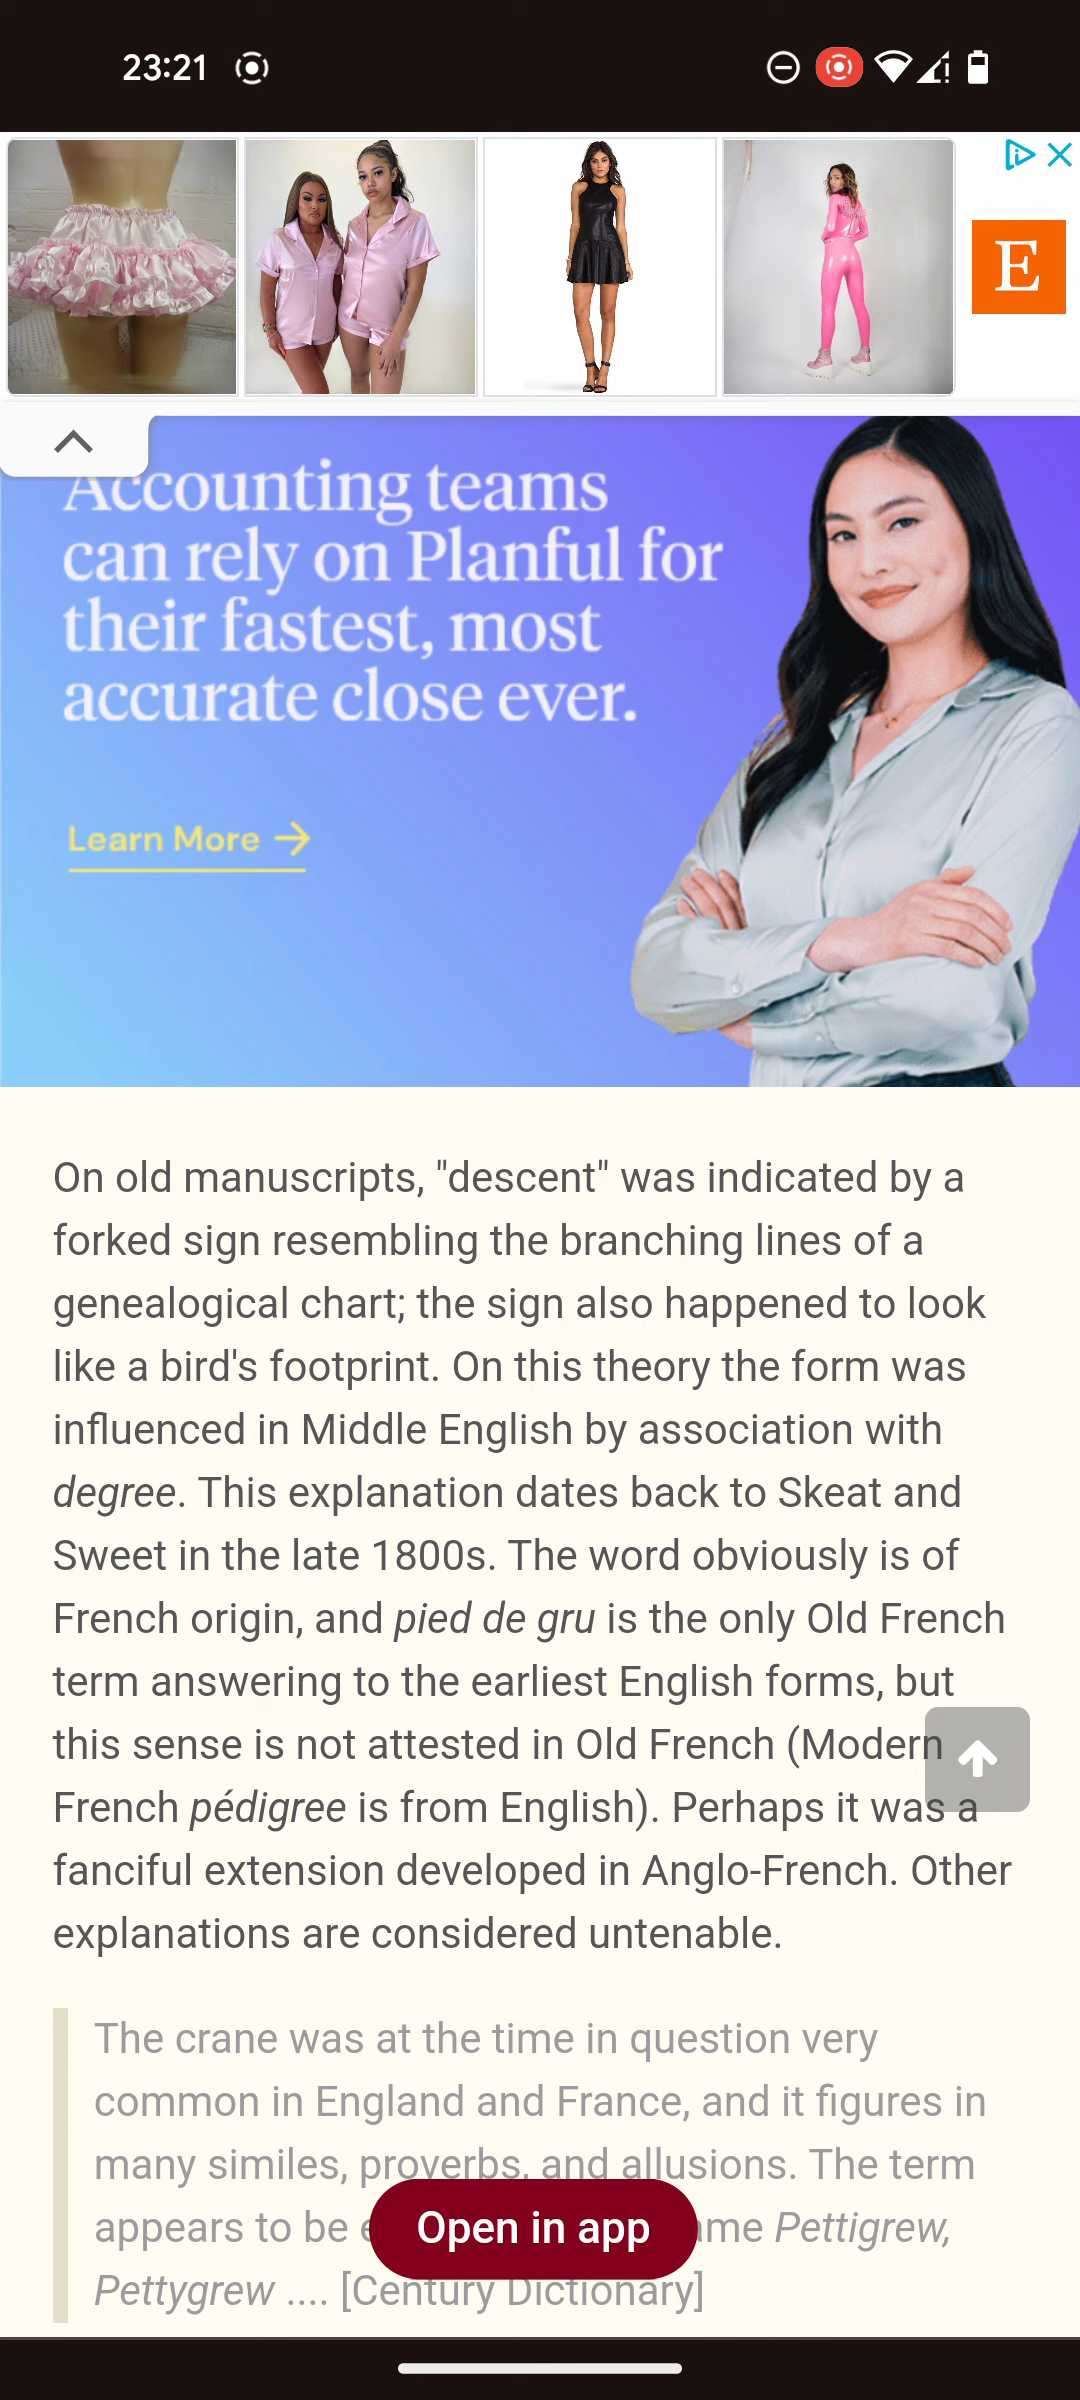 23:21
E
Accounting teams
can rely on Planful for
their fastest, most
accurate close ever.
Learn More →
On old manuscripts, "descent" was indicated by a
forked sign resembling the branching lines of a
genealogical chart; the sign also happened to look
like a bird's footprint. On this theory the form was
influenced in Middle English by association with
degree. This explanation dates back to Skeat and
Sweet in the late 1800s. The word obviously is of
French origin, and pied de gru is the only Old French
term answering to the earliest English forms, but
this sense is not attested in Old French (Modern
French pédigree is from English). Perhaps it was a
fanciful extension developed in Anglo-French. Other
explanations are considered untenable.
The crane was at the time in question very
common in England and France, and it figures in
many similes, proverbs, and allusions. The term
appears to be Pettigrew,
Open in app
Pettygrew .... [Century Dictionary]